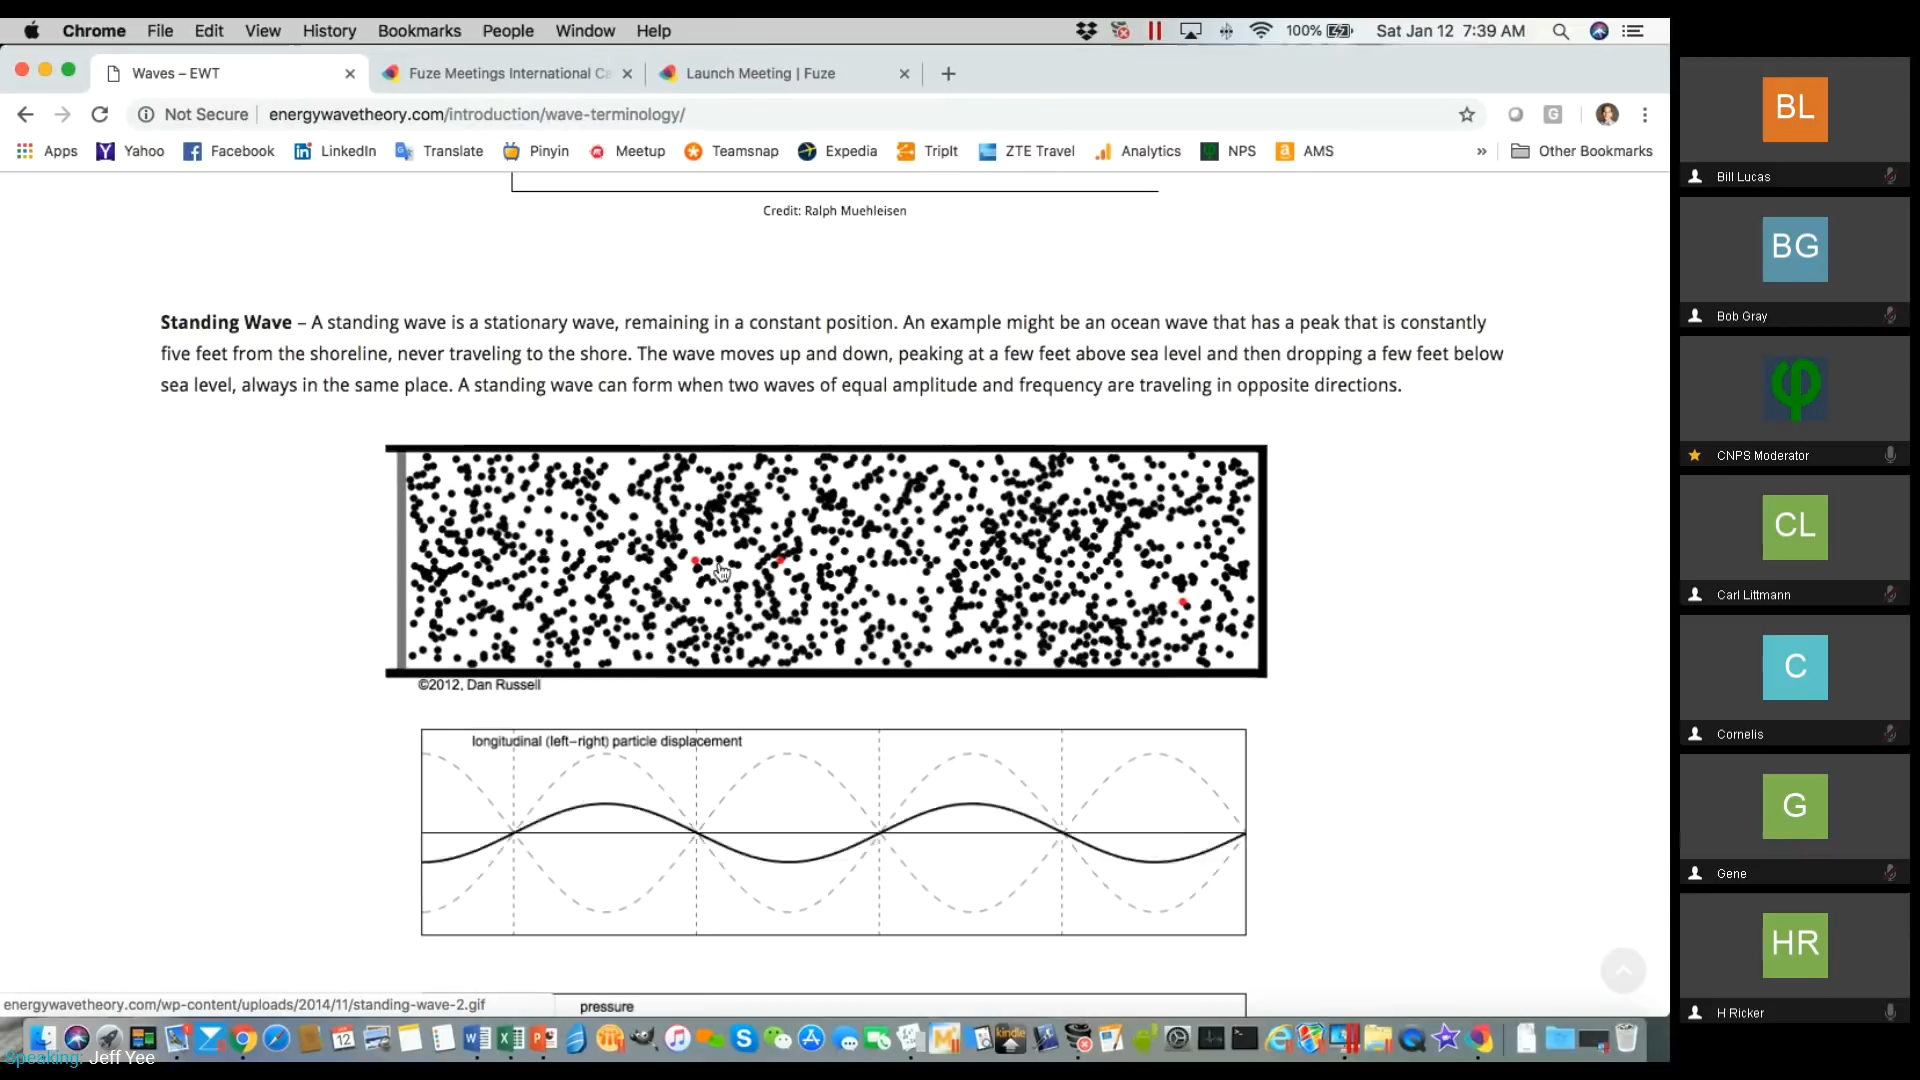 Chrome File Edit View History Bookmarks People Window Help 100% Sat Jan 12 7:39 AM
Waves – EWT Fuze Meetings International Ca Launch Meeting | Fuze
Not Secure energywavetheory.com/introduction/wave-terminology/
Apps Yahoo Facebook LinkedIn Translate Pinyin Meetup Teamsnap Expedia TripIt ZTE Travel Analytics NPS AMS » Other Bookmarks
Credit: Ralph Muehleisen
Standing Wave – A standing wave is a stationary wave, remaining in a constant position. An example might be an ocean wave that has a peak that is constantly
five feet from the shoreline, never traveling to the shore. The wave moves up and down, peaking at a few feet above sea level and then dropping a few feet below
sea level, always in the same place. A standing wave can form when two waves of equal amplitude and frequency are traveling in opposite directions.
©2012, Dan Russell
longitudinal (left–right) particle displacement
pressure
energywavetheory.com/wp-content/uploads/2014/11/standing-wave-2.gif
Speaking: Jeff Yee
BL
Bill Lucas
BG
Bob Gray
φ
CNPS Moderator
CL
Carl Littmann
C
Cornelis
G
Gene
HR
H Ricker